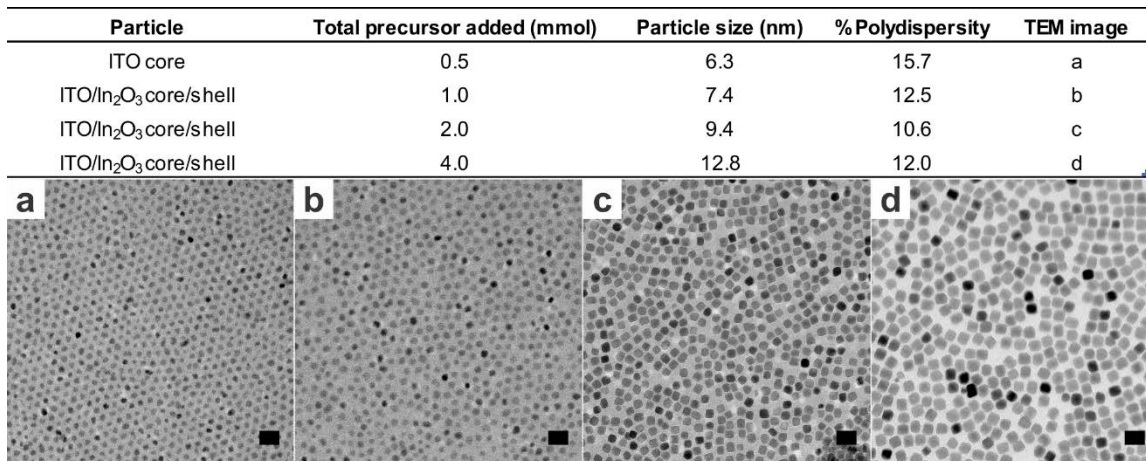 Particle Total precursor added (mmol) Particle size (nm) % Polydispersity TEM image
ITO core 0.5 6.3 15.7 a
ITO/In₂O₃ core/shell 1.0 7.4 12.5 b
ITO/In₂O₃ core/shell 2.0 9.4 10.6 c
ITO/In₂O₃ core/shell 4.0 12.8 12.0 d
a b c d